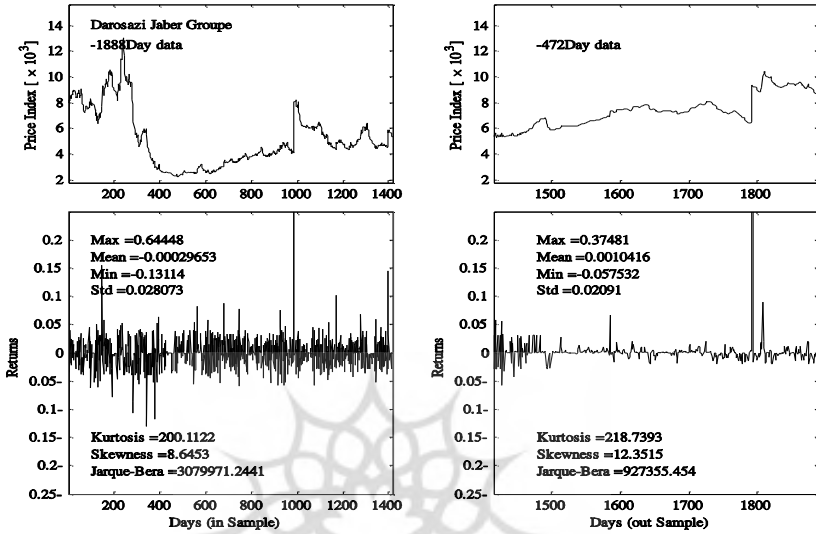 Darosazi Jaber Groupe
-1888Day data
Price Index [ × 10³]
14
12
10
8
6
4
2
200 400 600 800 1000 1200 1400
-472Day data
Price Index [ × 10³]
14
12
10
8
6
4
2
1500 1600 1700 1800
Max =0.64448
Mean =-0.00029653
Min =-0.13114
Std =0.028073
Returns
0.2
0.15
0.1
0.05
0
0.05-
0.1-
0.15-
0.2-
0.25-
Kurtosis =200.1122
Skewness =8.6453
Jarque-Bera =3079971.2441
200 400 600 800 1000 1200 1400
Days (in Sample)
Max =0.37481
Mean =0.0010416
Min =-0.057532
Std =0.02091
Returns
0.2
0.15
0.1
0.05
0
0.05-
0.1-
0.15-
0.2-
0.25-
Kurtosis =218.7393
Skewness =12.3515
Jarque-Bera =927355.454
1500 1600 1700 1800
Days (out Sample)